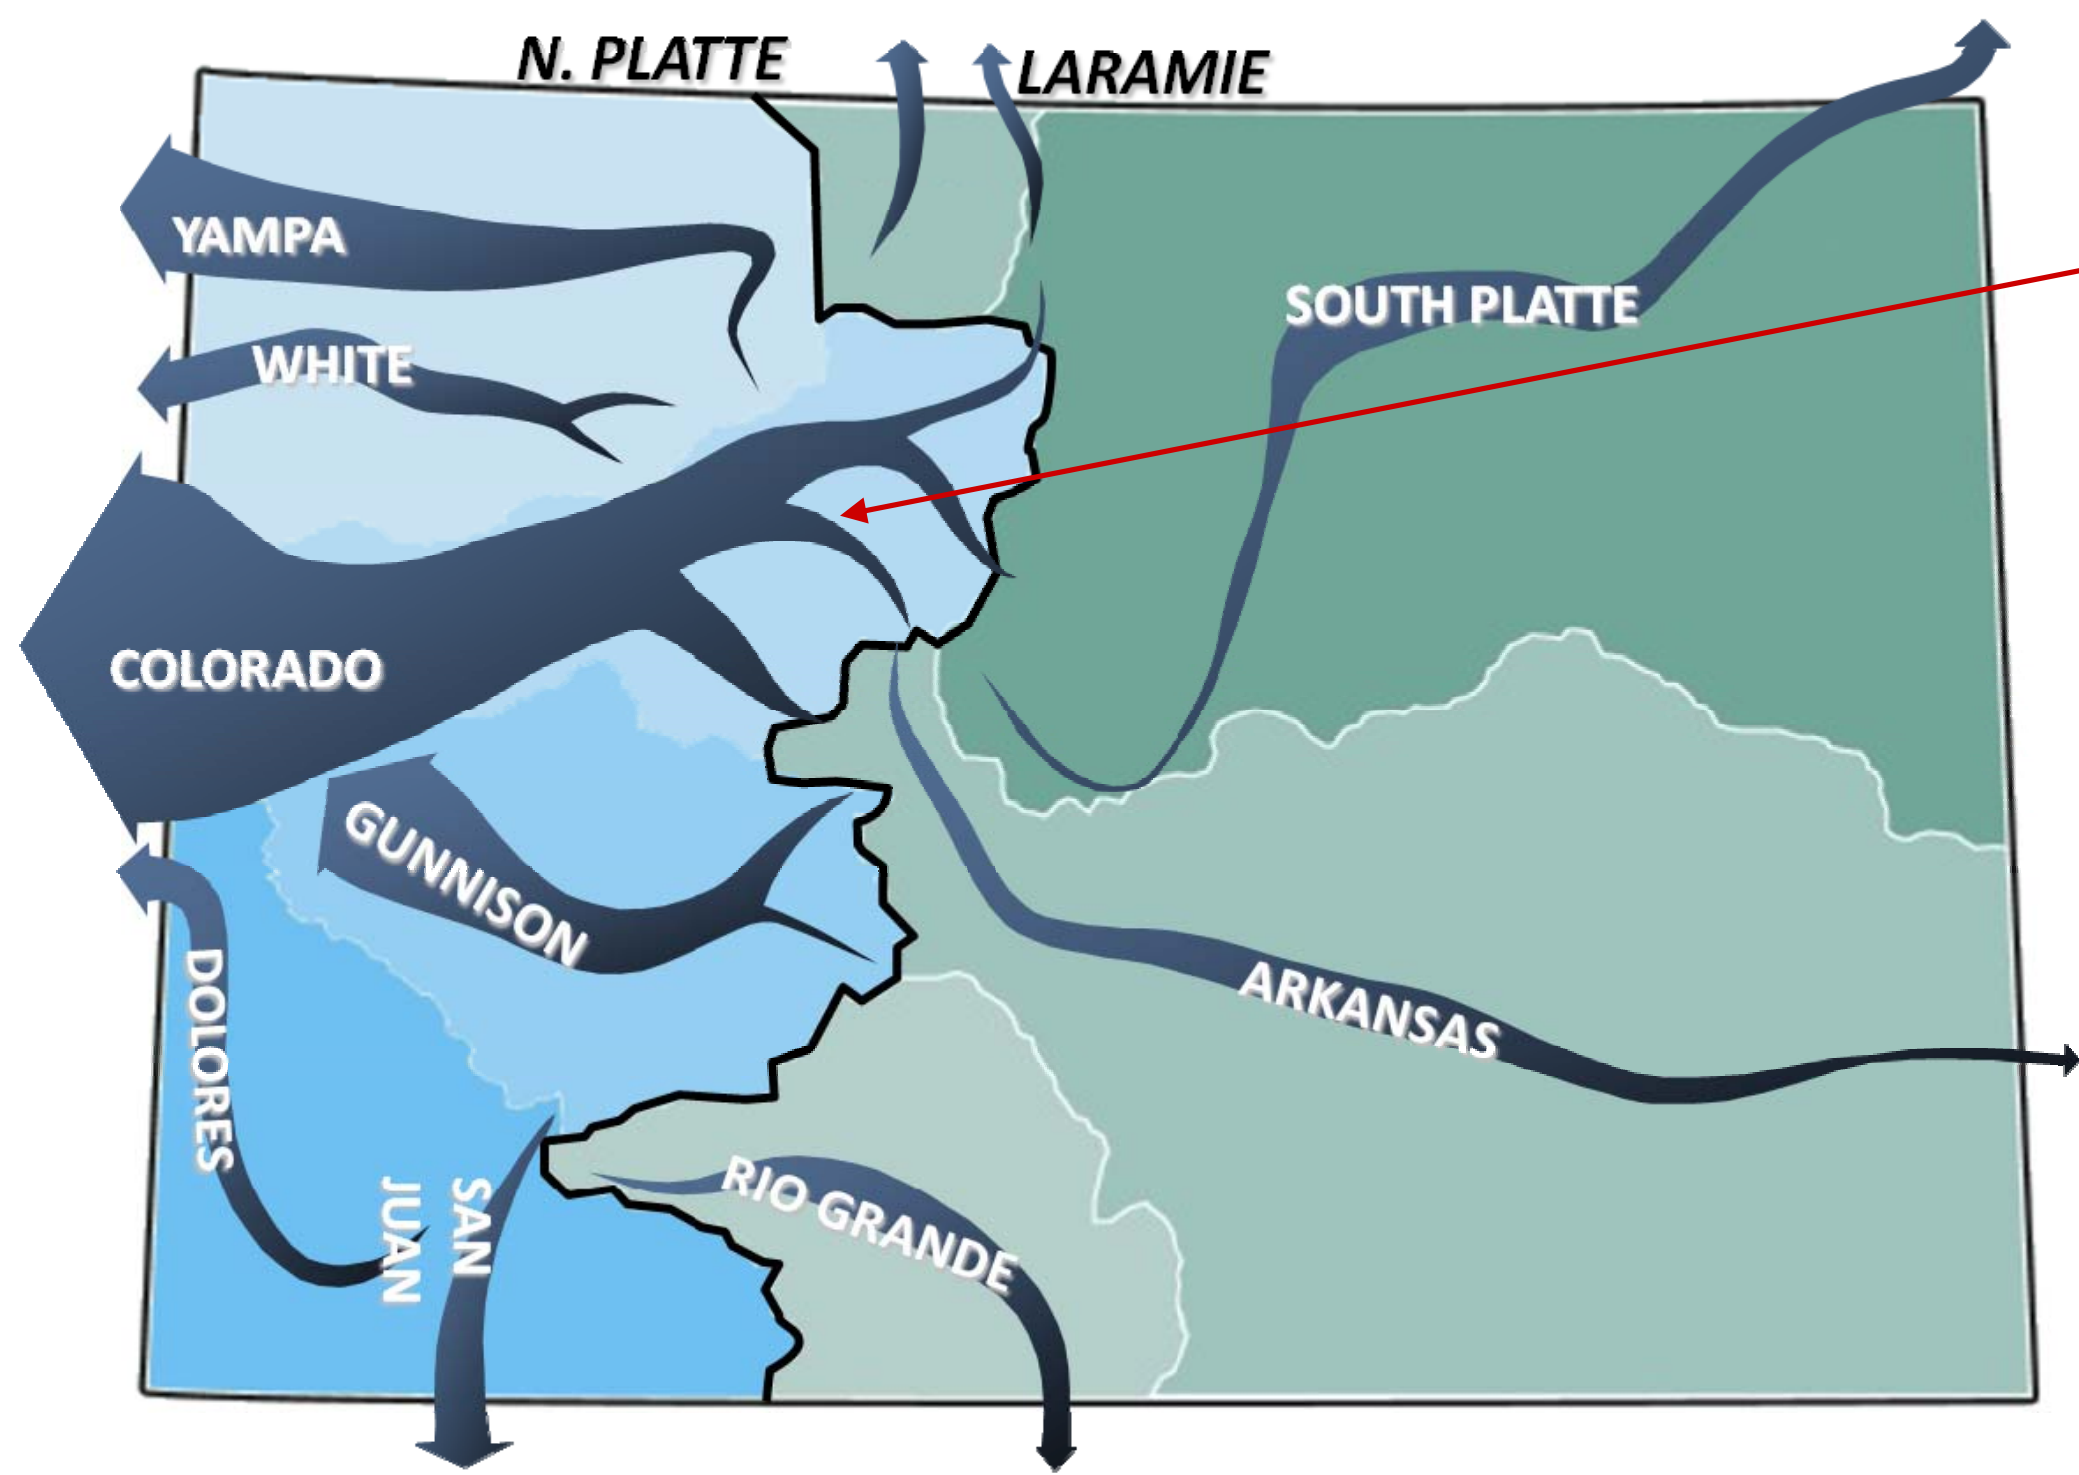 N. PLATTE
LARAMIE
YAMPA
SOUTH PLATTE
WHITE
COLORADO
GUNNISON
ARKANSAS
DOLORES
SAN
JUAN
RIO GRANDE